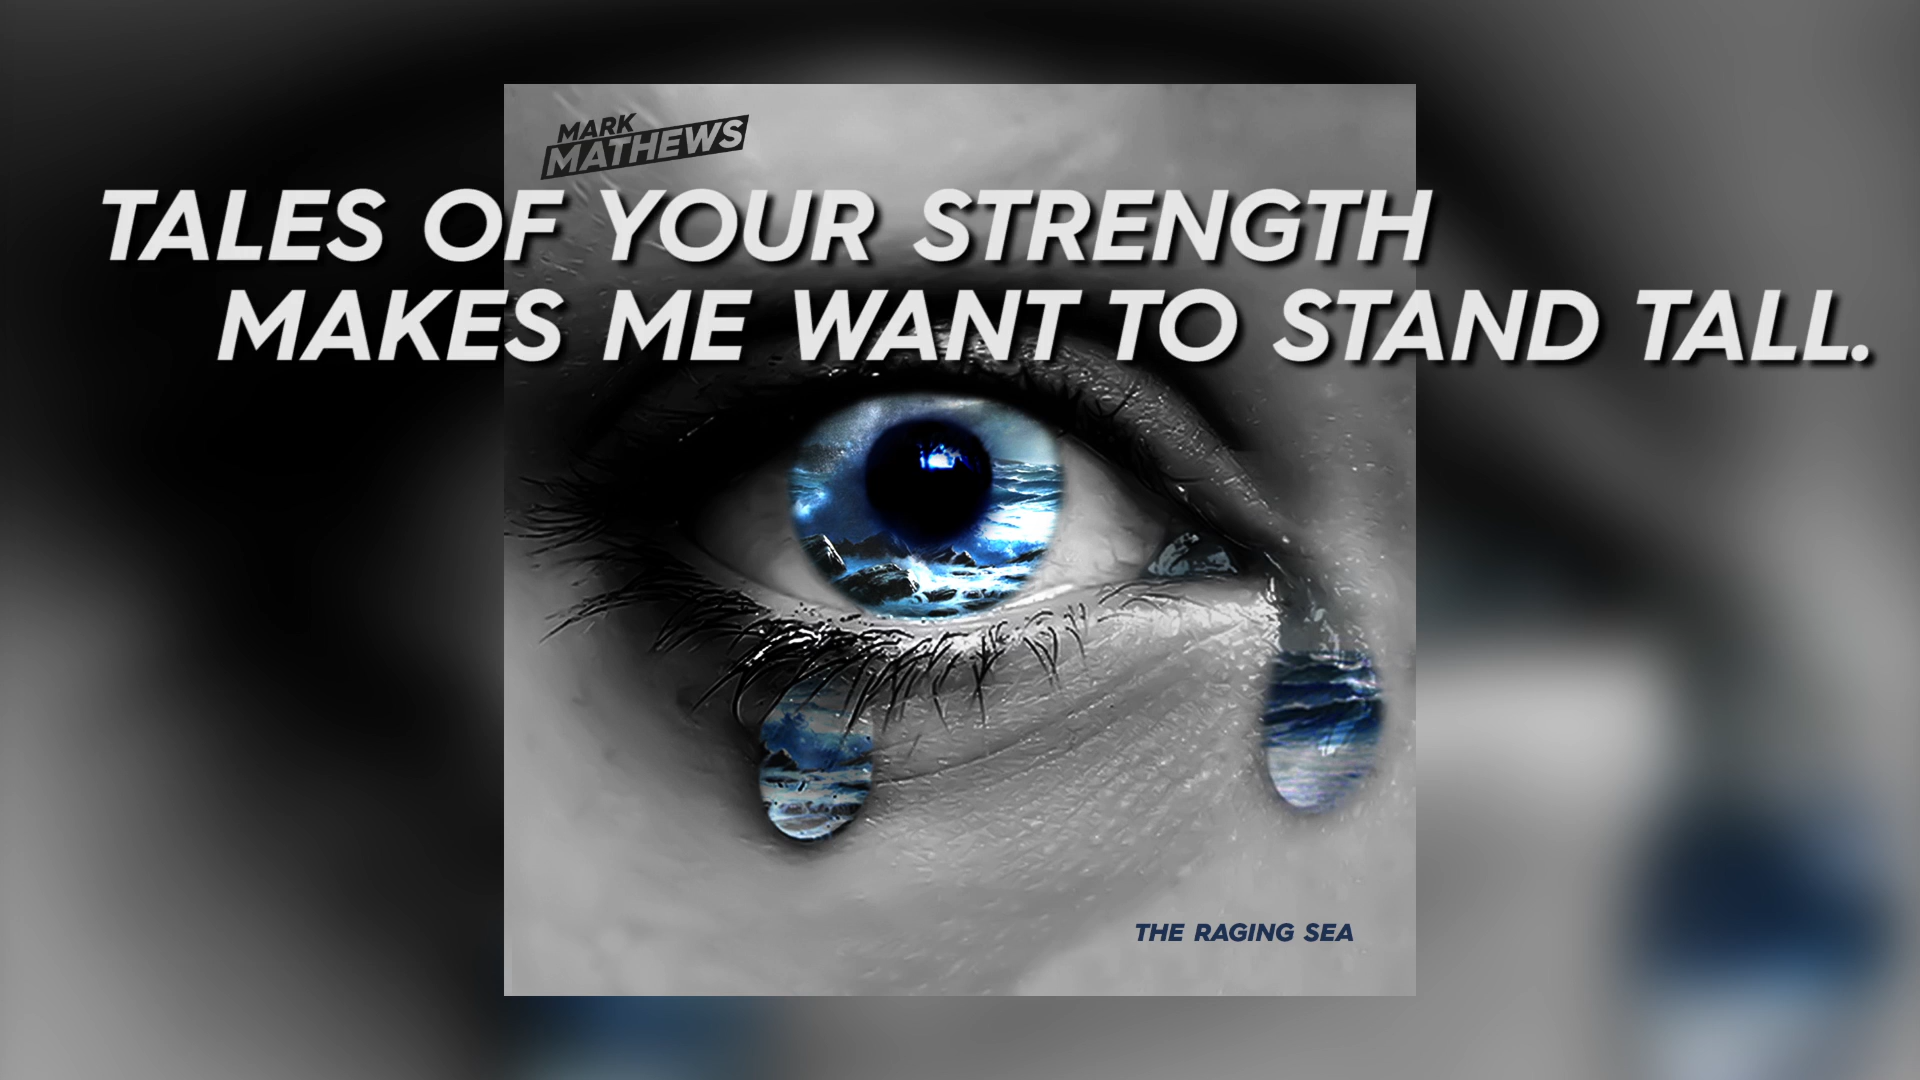 MARK
MATHEWS
TALES OF YOUR STRENGTH
MAKES ME WANT TO STAND TALL.
THE RAGING SEA